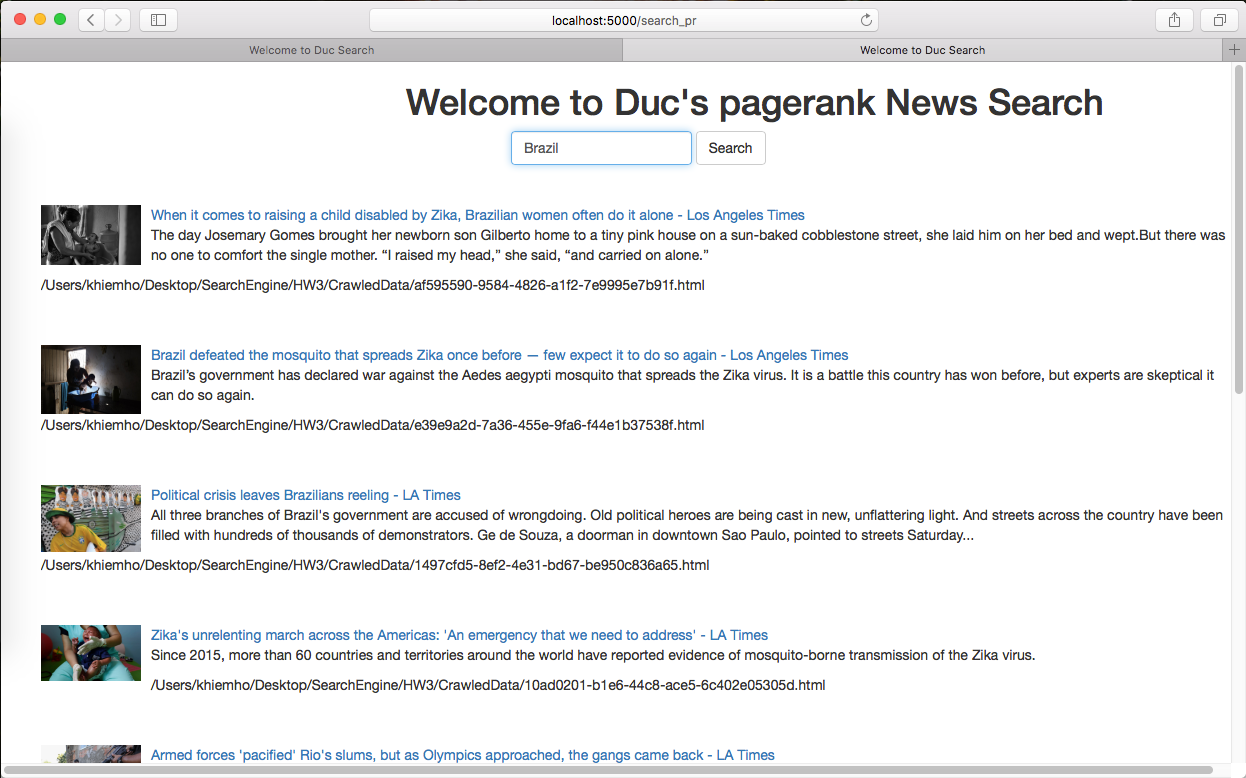 localhost:5000/search_pr
Welcome to Duc Search
Welcome to Duc Search
Welcome to Duc's pagerank News Search
Brazil
Search
When it comes to raising a child disabled by Zika, Brazilian women often do it alone - Los Angeles Times
The day Josemary Gomes brought her newborn son Gilberto home to a tiny pink house on a sun-baked cobblestone street, she laid him on her bed and wept.But there was
no one to comfort the single mother. “I raised my head,” she said, “and carried on alone.”
/Users/khiemho/Desktop/SearchEngine/HW3/CrawledData/af595590-9584-4826-a1f2-7e9995e7b91f.html
Brazil defeated the mosquito that spreads Zika once before — few expect it to do so again - Los Angeles Times
Brazil’s government has declared war against the Aedes aegypti mosquito that spreads the Zika virus. It is a battle this country has won before, but experts are skeptical it
can do so again.
/Users/khiemho/Desktop/SearchEngine/HW3/CrawledData/e39e9a2d-7a36-455e-9fa6-f44e1b37538f.html
Political crisis leaves Brazilians reeling - LA Times
All three branches of Brazil's government are accused of wrongdoing. Old political heroes are being cast in new, unflattering light. And streets across the country have been
filled with hundreds of thousands of demonstrators. Ge de Souza, a doorman in downtown Sao Paulo, pointed to streets Saturday...
/Users/khiemho/Desktop/SearchEngine/HW3/CrawledData/1497cfd5-8ef2-4e31-bd67-be950c836a65.html
Zika's unrelenting march across the Americas: 'An emergency that we need to address' - LA Times
Since 2015, more than 60 countries and territories around the world have reported evidence of mosquito-borne transmission of the Zika virus.
/Users/khiemho/Desktop/SearchEngine/HW3/CrawledData/10ad0201-b1e6-44c8-ace5-6c402e05305d.html
Armed forces 'pacified' Rio's slums, but as Olympics approached, the gangs came back - LA Times